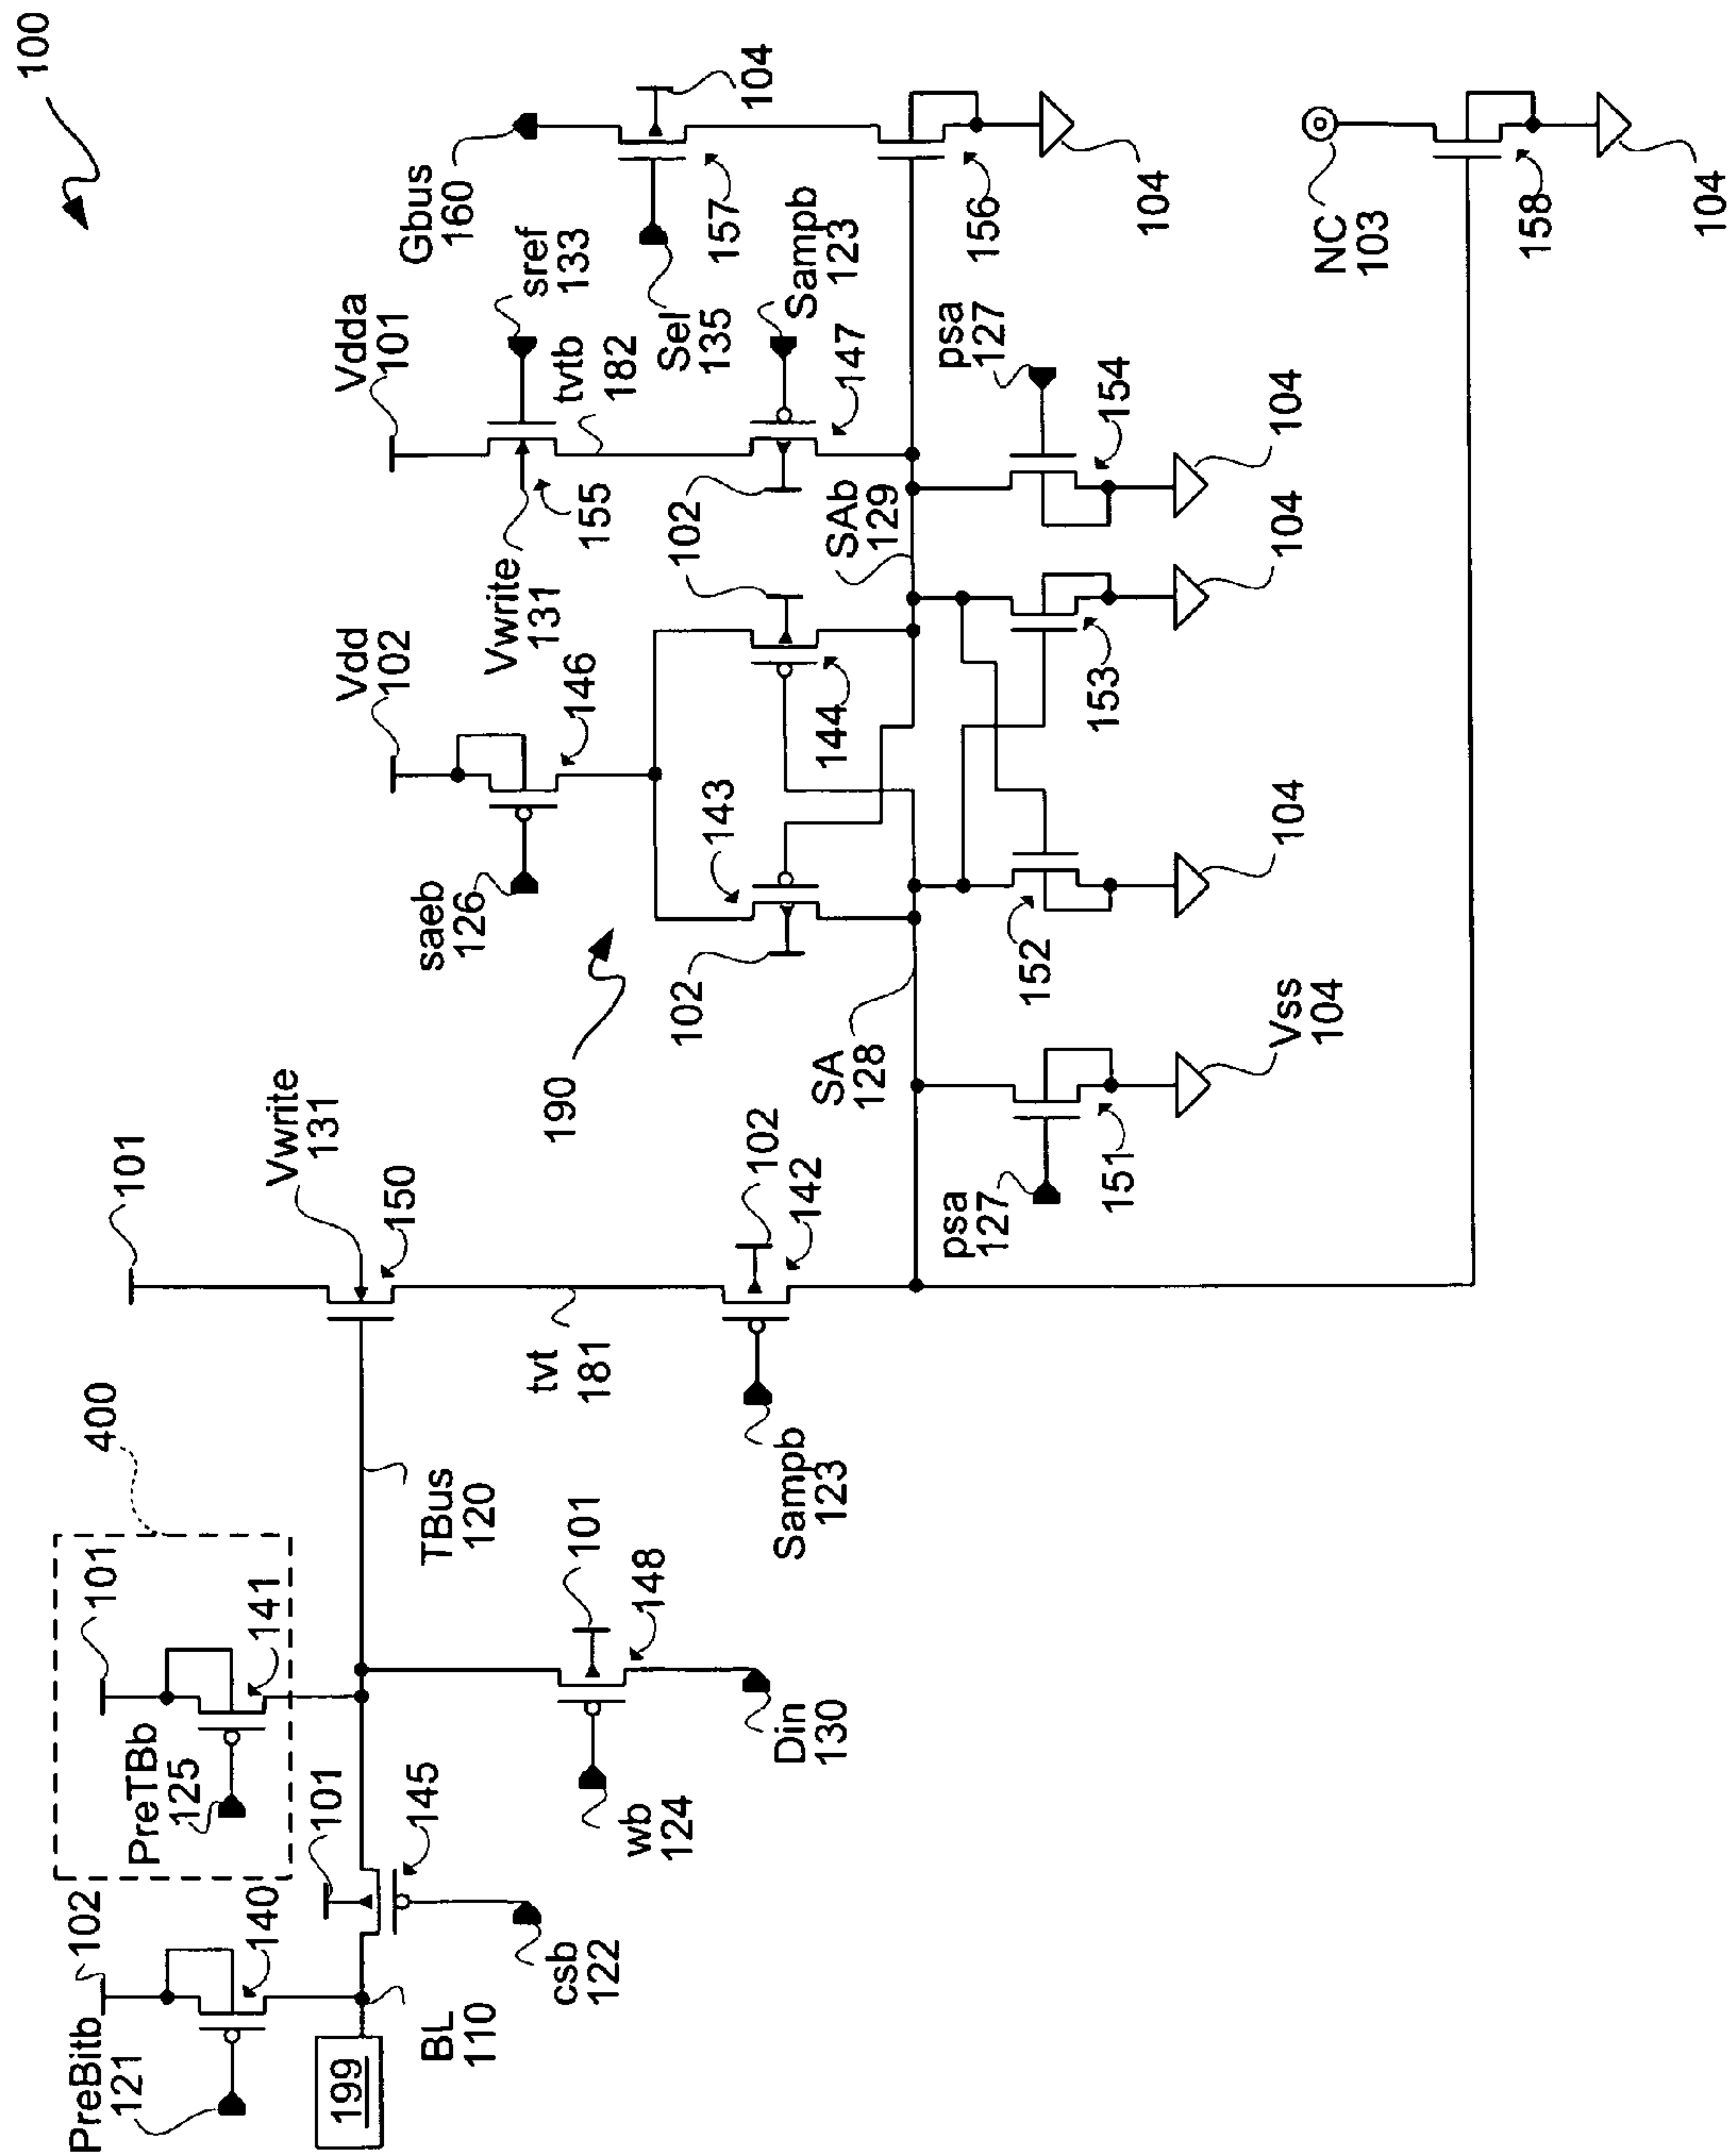 100
PreBitb
121
102
140
199
BL
110
101
145
csb
122
400
101
PreTBb
125
141
TBus
120
wb
124
101
148
Din
130
101
Vwrite
131
150
tvt
181
102
142
Sampb
123
190
saeb
126
Vdd
102
146
143
102
144
102
SA
128
SAb
129
psa
127
151
Vss
104
152
104
153
104
psa
127
154
104
Vdda
101
sref
133
Vwrite
131
155
tvtb
182
102
Sampb
123
147
Gbus
160
Sel
135
157
104
156
104
NC
103
158
104